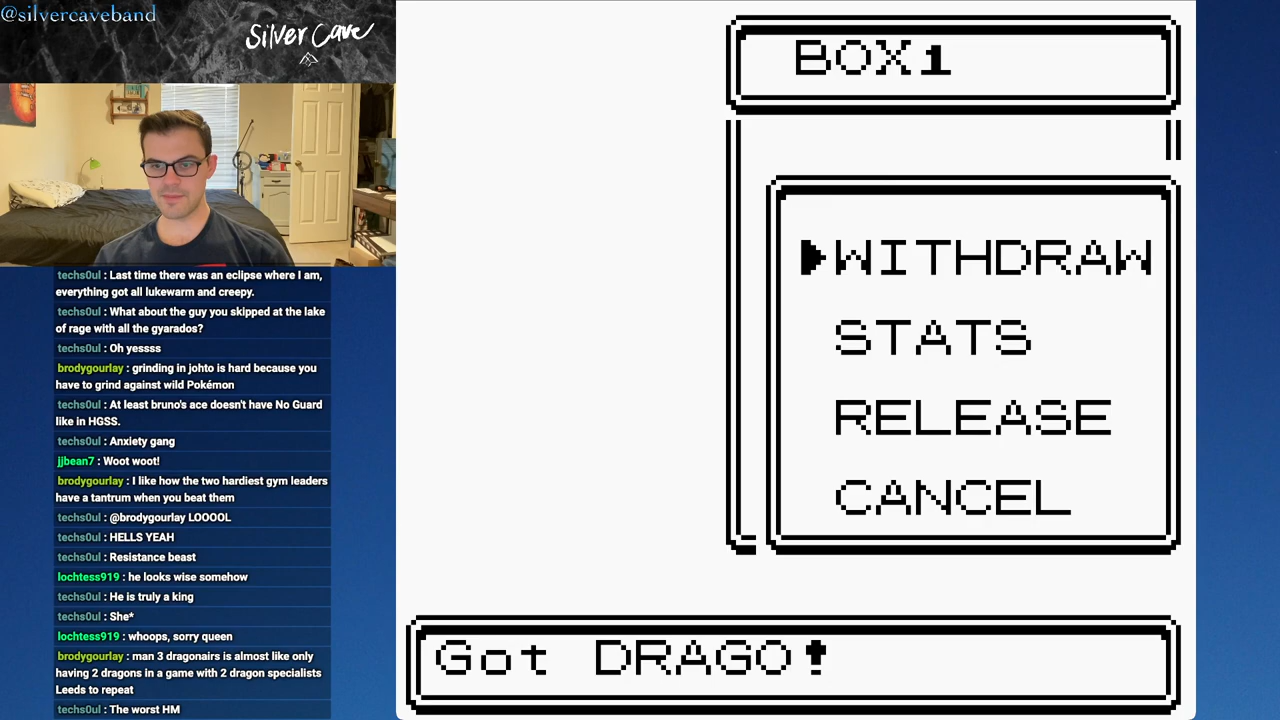 @silvercaveband
Silver Cave
techs0ul : Last time there was an eclipse where I am,
everything got all lukewarm and creepy.
techs0ul : What about the guy you skipped at the lake
of rage with all the gyarados?
techs0ul : Oh yessss
brodygourlay : grinding in johto is hard because you
have to grind against wild Pokémon
techs0ul : At least bruno's ace doesn't have No Guard
like in HGSS.
techs0ul : Anxiety gang
jjbean7 : Woot woot!
brodygourlay : I like how the two hardiest gym leaders
have a tantrum when you beat them
techs0ul : @brodygourlay LOOOOL
techs0ul : HELLS YEAH
techs0ul : Resistance beast
lochtess919 : he looks wise somehow
techs0ul : He is truly a king
techs0ul : She*
lochtess919 : whoops, sorry queen
brodygourlay : man 3 dragonairs is almost like only
having 2 dragons in a game with 2 dragon specialists
Leeds to repeat
techs0ul : The worst HM
BOX1
WITHDRAW
STATS
RELEASE
CANCEL
Got DRAGO!